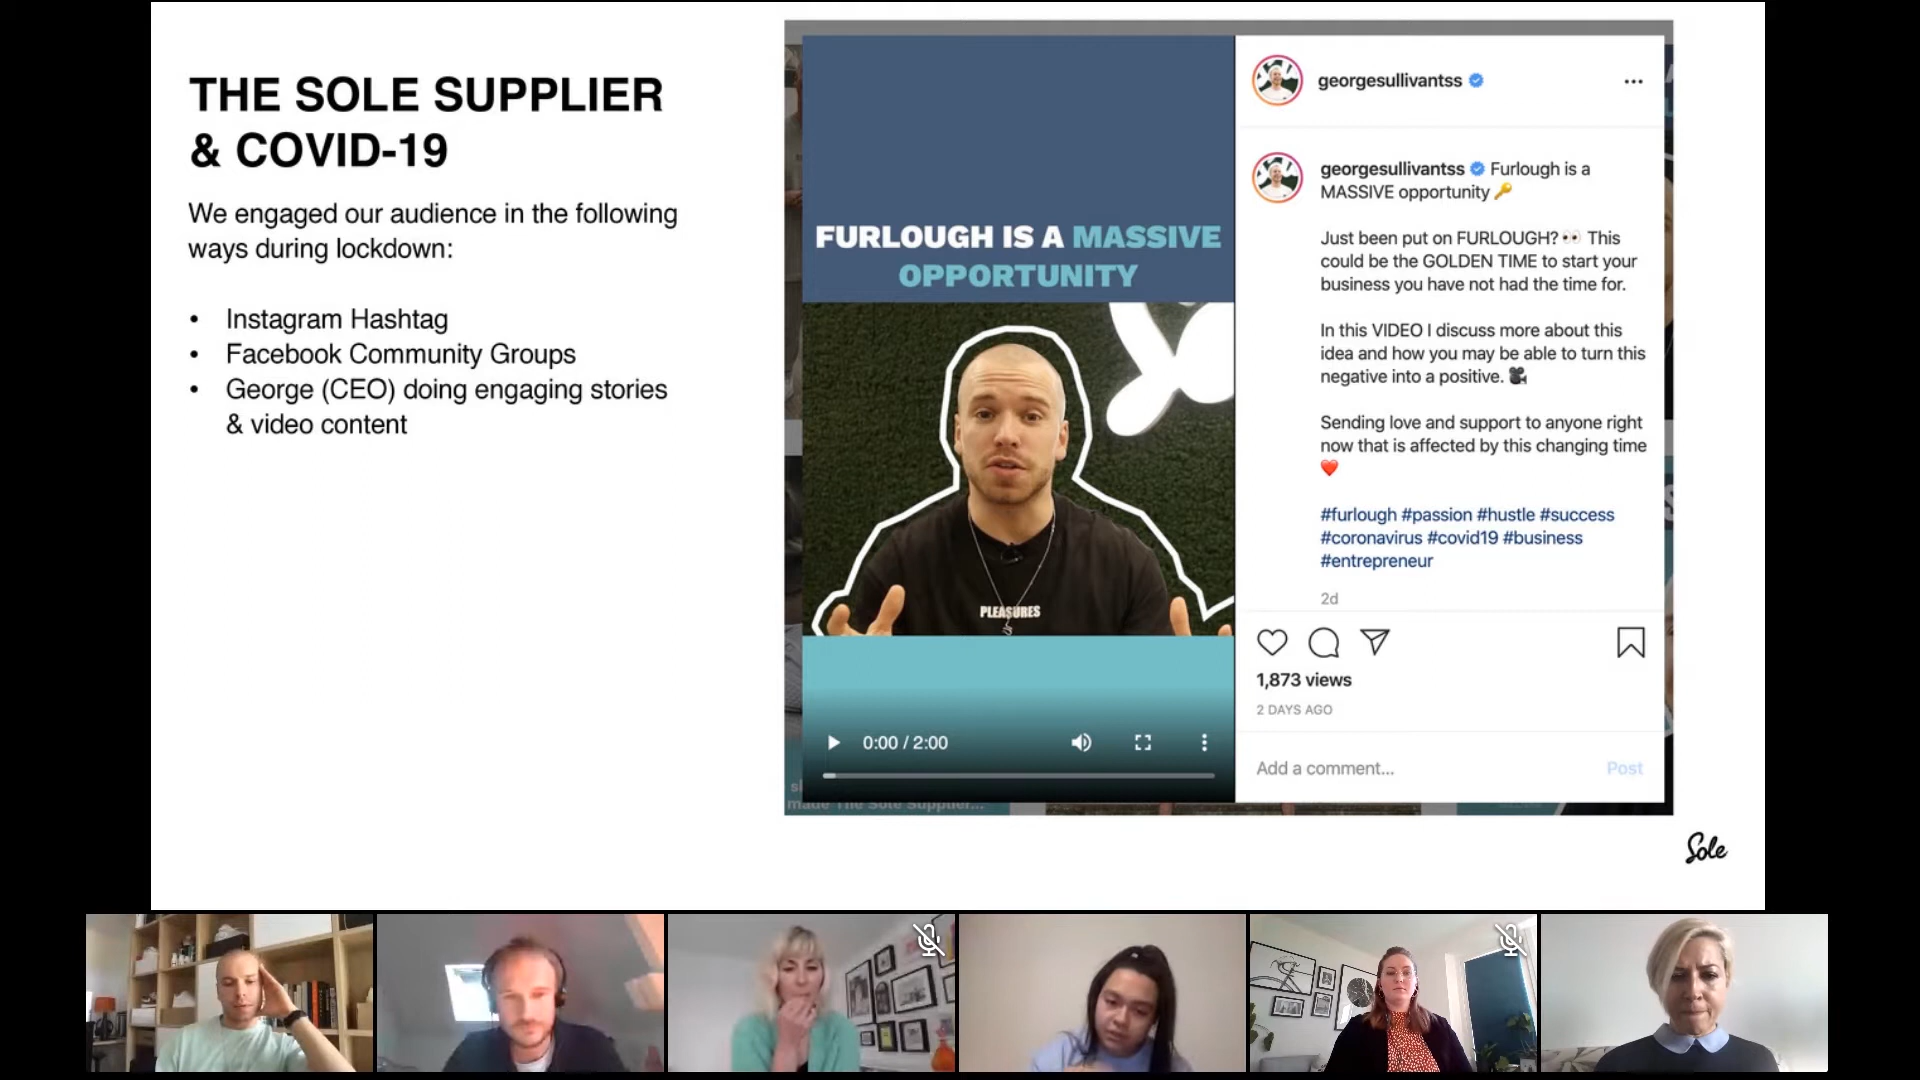 THE SOLE SUPPLIER
& COVID-19
We engaged our audience in the following
ways during lockdown:
• Instagram Hashtag
• Facebook Community Groups
• George (CEO) doing engaging stories
& video content
FURLOUGH IS A MASSIVE
OPPORTUNITY
PLEASURES
0:00 / 2:00
made The Sole Supplier...
georgesullivantss
georgesullivantss Furlough is a
MASSIVE opportunity 🔑
Just been put on FURLOUGH? 👀 This
could be the GOLDEN TIME to start your
business you have not had the time for.
In this VIDEO I discuss more about this
idea and how you may be able to turn this
negative into a positive. 🎥
Sending love and support to anyone right
now that is affected by this changing time
❤️
#furlough #passion #hustle #success
#coronavirus #covid19 #business
#entrepreneur
2d
1,873 views
2 DAYS AGO
Add a comment... Post
Sole